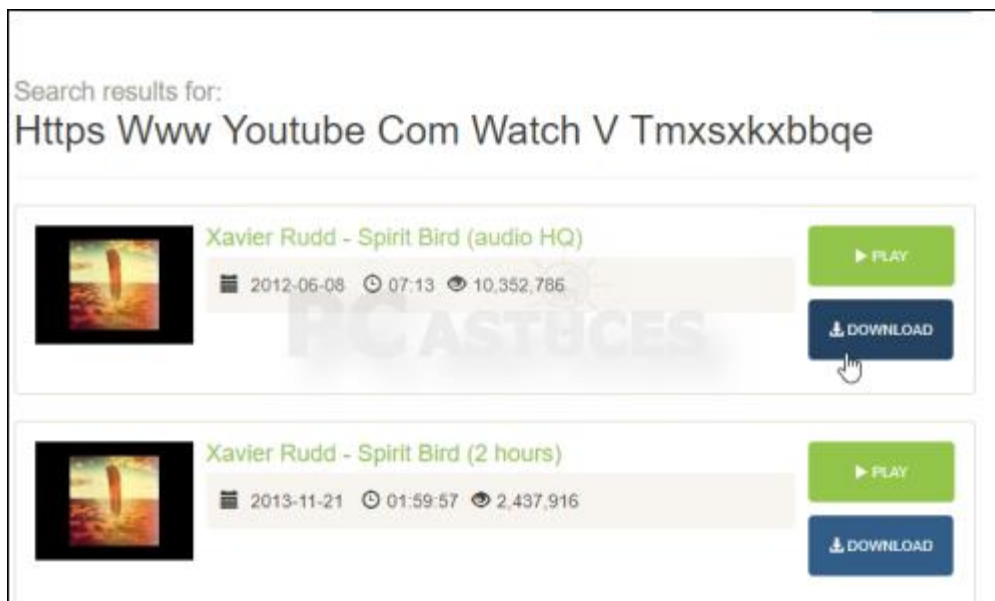 Search results for:
Https Www Youtube Com Watch V Tmxsxkxbbqe
Xavier Rudd - Spirit Bird (audio HQ)
2012-06-08 07:13 10,352,786
PLAY
DOWNLOAD
PC ASTUCES
Xavier Rudd - Spirit Bird (2 hours)
2013-11-21 01:59:57 2,437,916
PLAY
DOWNLOAD